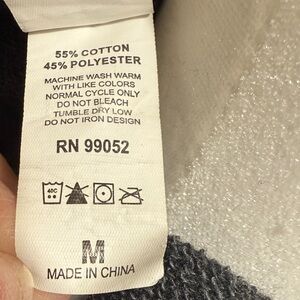 55% COTTON
45% POLYESTER
MACHINE WASH WARM
WITH LIKE COLORS
NORMAL CYCLE ONLY
DO NOT BLEACH
TUMBLE DRY LOW
DO NOT IRON DESIGN
RN 99052
40C
M
MADE IN CHINA